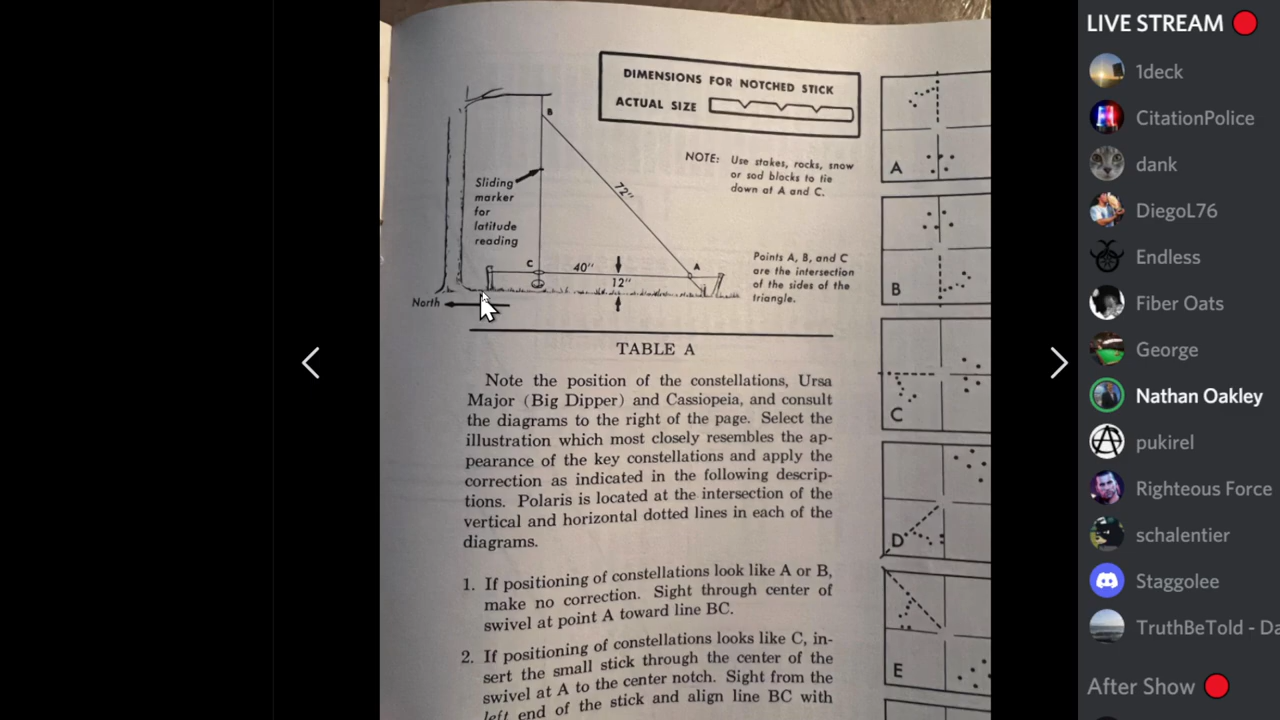 DIMENSIONS FOR NOTCHED STICK
ACTUAL SIZE
B
NOTE: Use stakes, rocks, snow
or sod blocks to tie
down at A and C.
72"
Sliding
marker
for
latitude
reading
C
40"
A
12"
Points A, B, and C
are the intersection
of the sides of the
triangle.
North
TABLE A
Note the position of the constellations, Ursa
Major (Big Dipper) and Cassiopeia, and consult
the diagrams to the right of the page. Select the
illustration which most closely resembles the ap-
pearance of the key constellations and apply the
correction as indicated in the following descrip-
tions. Polaris is located at the intersection of the
vertical and horizontal dotted lines in each of the
diagrams.
1. If positioning of constellations look like A or B,
make no correction. Sight through center of
swivel at point A toward line BC.
2. If positioning of constellations looks like C, in-
sert the small stick through the center of the
swivel at A to the center notch. Sight from the
left end of the stick and align line BC with
A
B
C
D
E
LIVE STREAM
1deck
CitationPolice
dank
DiegoL76
Endless
Fiber Oats
George
Nathan Oakley
pukirel
Righteous Force
schalentier
Staggolee
TruthBeTold - Da
After Show